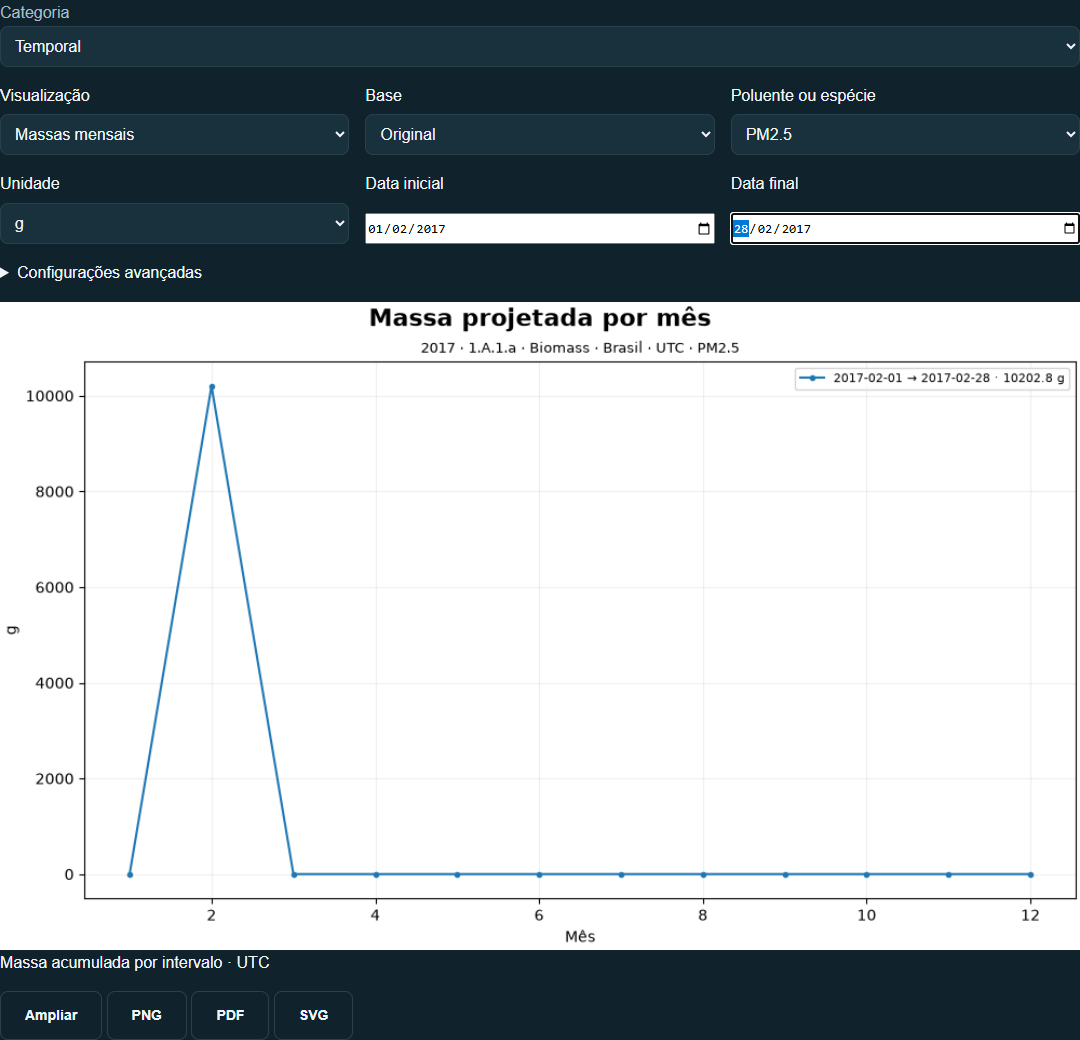 Categoria
Temporal
Visualização Base Poluente ou espécie
Massas mensais Original PM2.5
Unidade Data inicial Data final
g 01/02/2017 28/02/2017
Configurações avançadas
Massa projetada por mês
2017 · 1.A.1.a · Biomass · Brasil · UTC · PM2.5
2017-02-01 → 2017-02-28 · 10202.8 g
10000
8000
6000
g
4000
2000
0
2 4 6 8 10 12
Mês
Massa acumulada por intervalo · UTC
Ampliar PNG PDF SVG